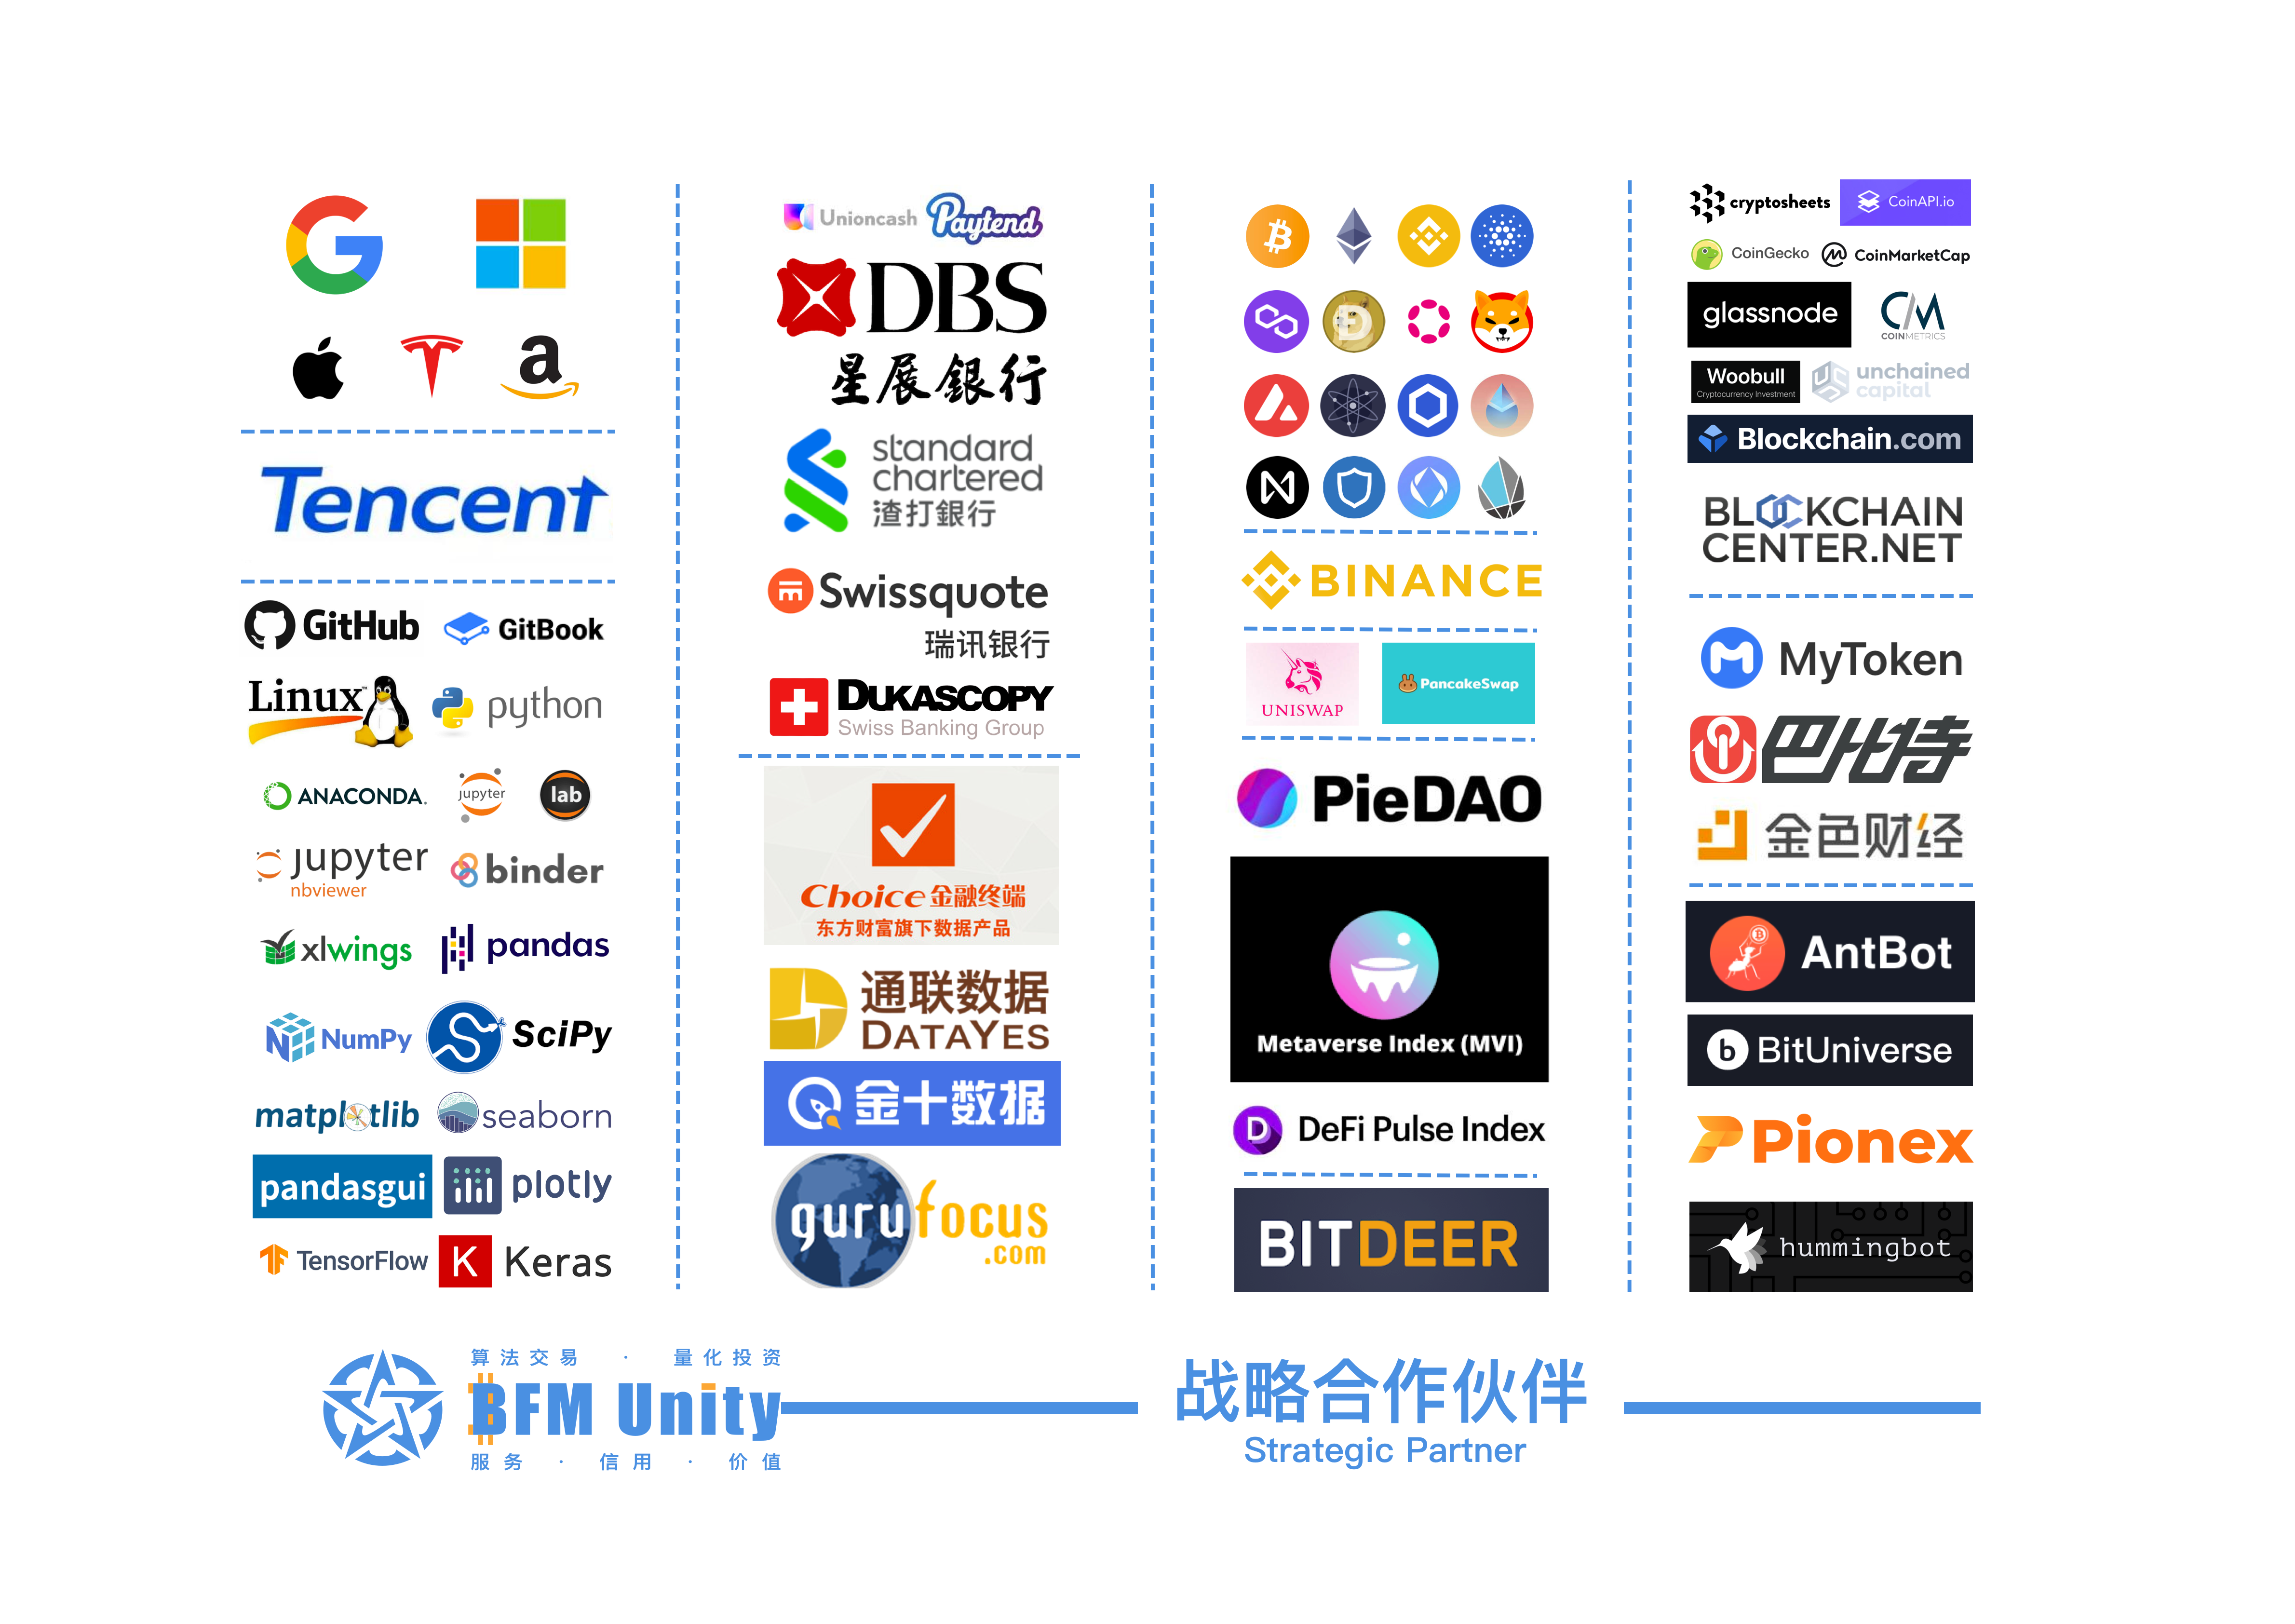 a
Tencent
GitHub
GitBook
Linux™
python
ANACONDA.
jupyter
lab
jupyter
nbviewer
binder
xlwings
pandas
NumPy
SciPy
matplotlib
seaborn
pandasgui
plotly
TensorFlow
K Keras
Unioncash
Paytend
DBS
星展銀行
standard
chartered
渣打銀行
Swissquote
瑞讯银行
DUKASCOPY
Swiss Banking Group
Choice金融终端
东方财富旗下数据产品
通联数据
DATAYES
金十数据
gurufocus
.com
BINANCE
UNISWAP
PancakeSwap
PieDAO
Metaverse Index (MVI)
DeFi Pulse Index
BITDEER
cryptosheets
CoinAPI.io
CoinGecko
CoinMarketCap
glassnode
C/M
COINMETRICS
Woobull
Cryptocurrency Investment
unchained
capital
Blockchain.com
BLOCKCHAIN
CENTER.NET
MyToken
巴比特
金色财经
AntBot
b BitUniverse
Pionex
hummingbot
算法交易 · 量化投资
BFM Unity
服务 · 信用 · 价值
战略合作伙伴
Strategic Partner